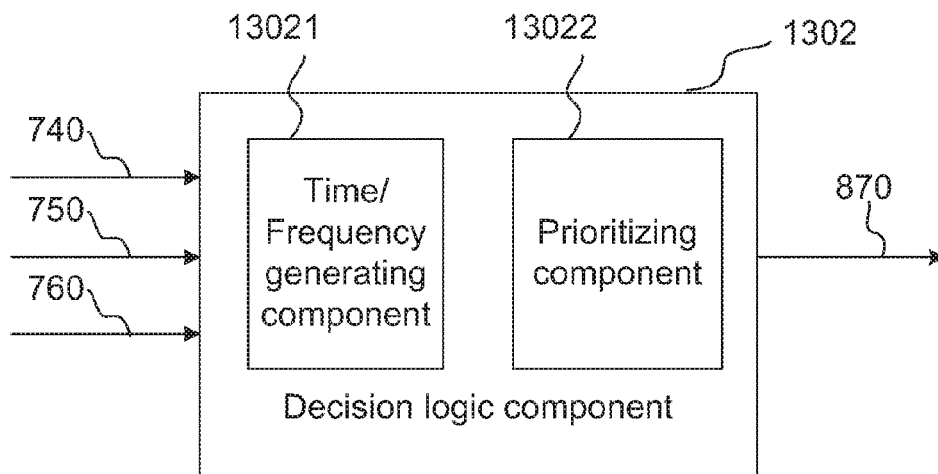 13021
13022
1302
740
750
760
Time/
Frequency
generating
component
Prioritizing
component
870
Decision logic component